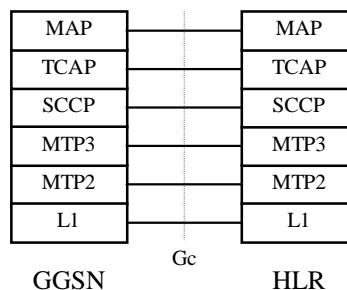 MAP MAP
TCAP TCAP
SCCP SCCP
MTP3 MTP3
MTP2 MTP2
L1 L1
Gc
GGSN HLR